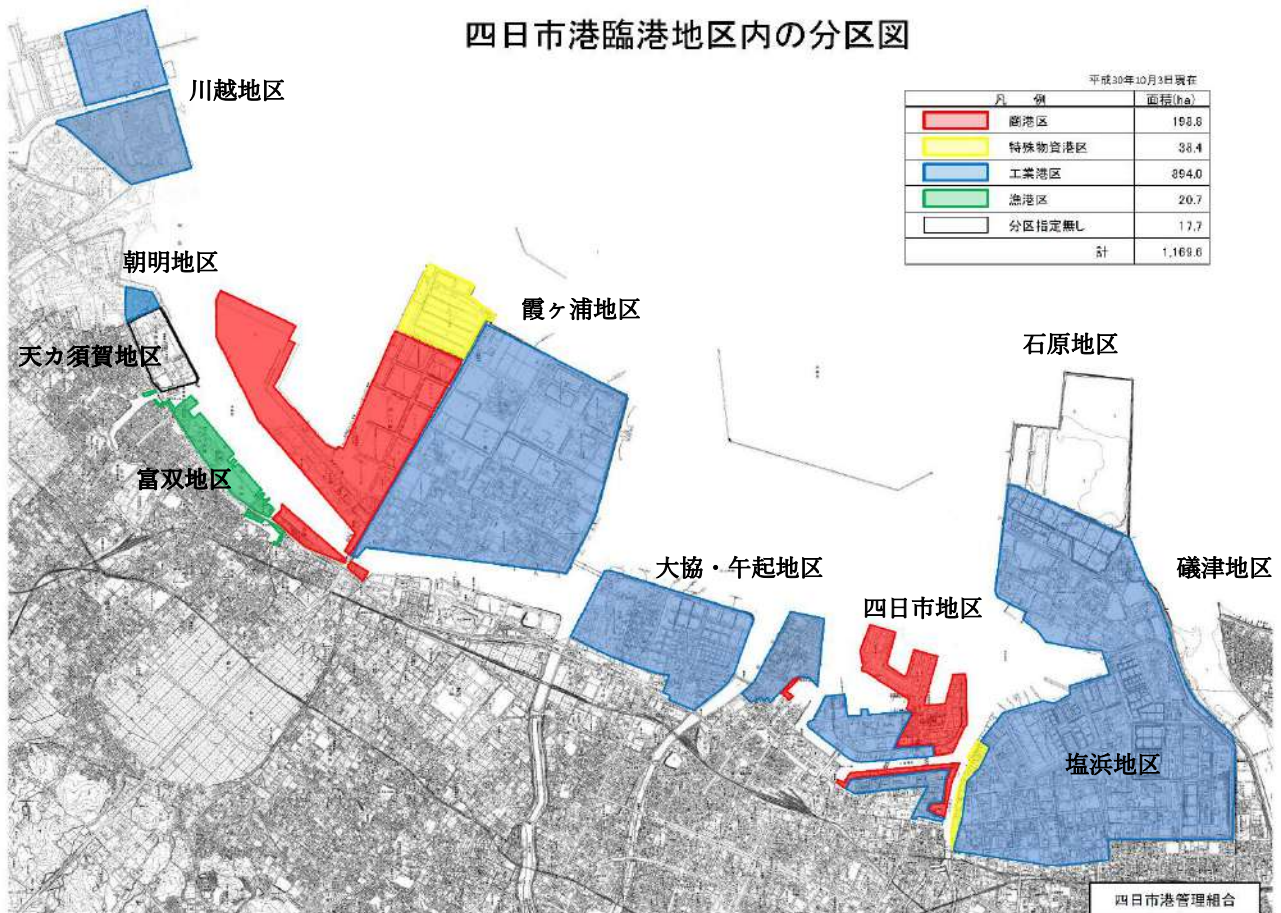 四日市港臨港地区内の分区図
平成30年10月3日現在
凡 例 面積(ha)
商港区 198.8
特殊物資港区 38.4
工業港区 894.0
漁港区 20.7
分区指定無し 17.7
計 1,169.6
川越地区
朝明地区
霞ヶ浦地区
天カ須賀地区
石原地区
富双地区
大協・午起地区
磯津地区
四日市地区
塩浜地区
四日市港管理組合